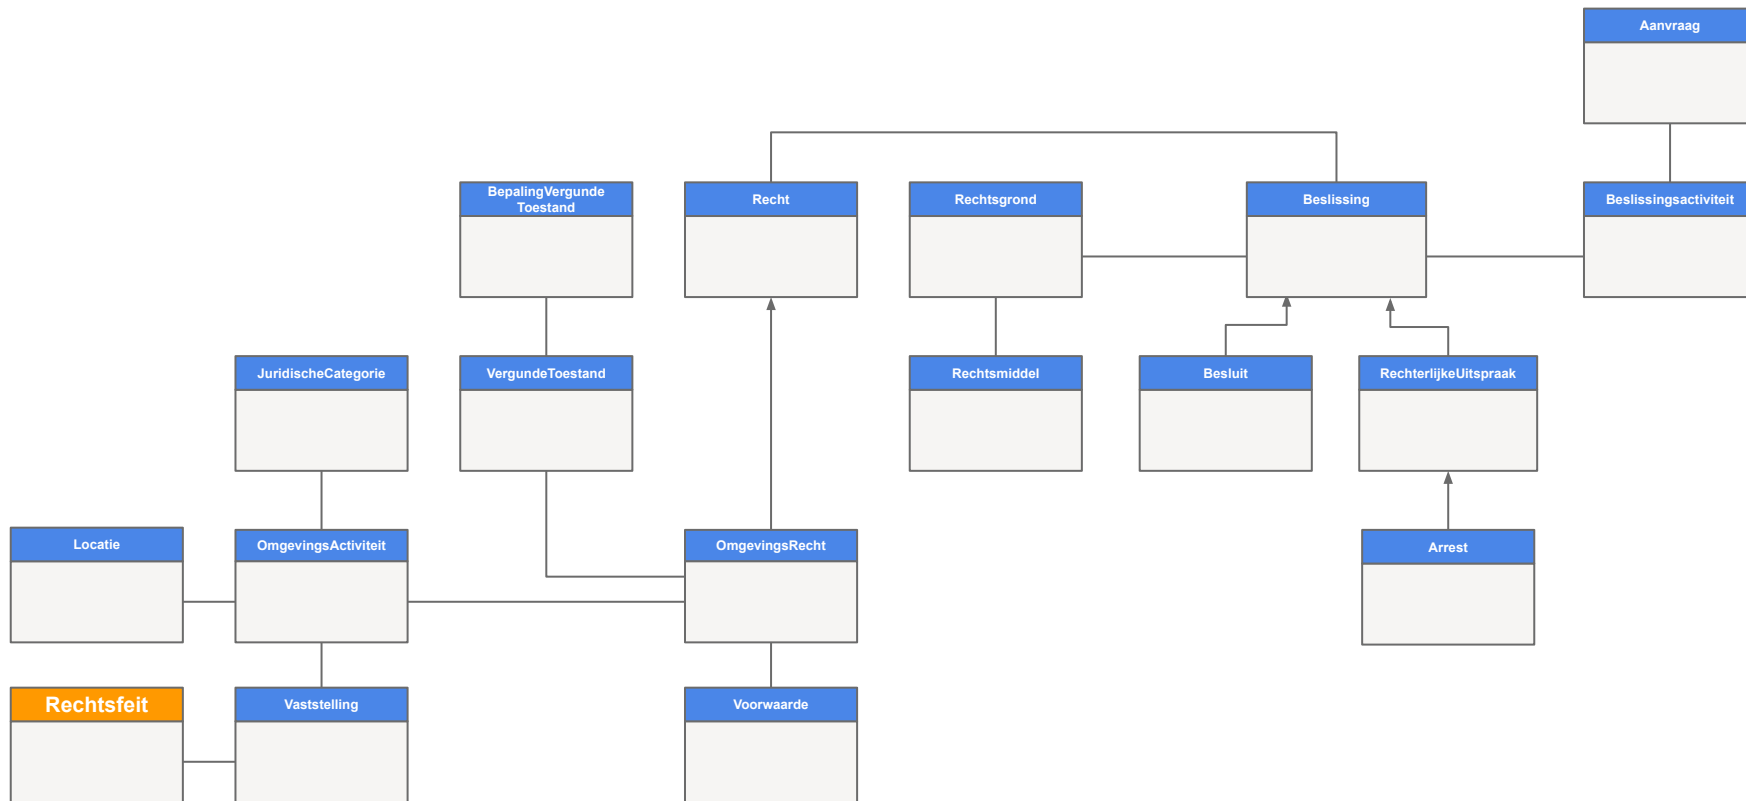 Aanvraag
BepalingVergunde
Toestand
Recht
Rechtsgrond
Beslissing
Beslissingsactiviteit
JuridischeCategorie
VergundeToestand
Rechtsmiddel
Besluit
RechterlijkeUitspraak
Locatie
OmgevingsActiviteit
OmgevingsRecht
Arrest
Rechtsfeit
Vaststelling
Voorwaarde